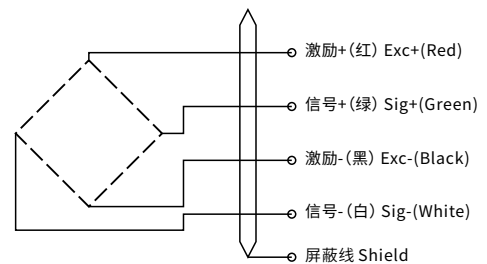 激励+(红) Exc+(Red)
信号+(绿) Sig+(Green)
激励-(黑) Exc-(Black)
信号-(白) Sig-(White)
屏蔽线 Shield